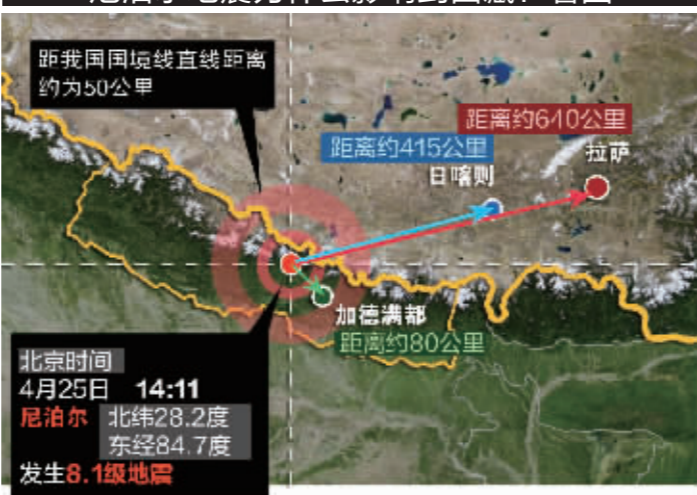 距我国国境线直线距离
约为50公里
距离约640公里
距离约415公里
拉萨
日喀则
加德满都
距离约80公里
北京时间
4月25日 14:11
尼泊尔 北纬28.2度
东经84.7度
发生8.1级地震